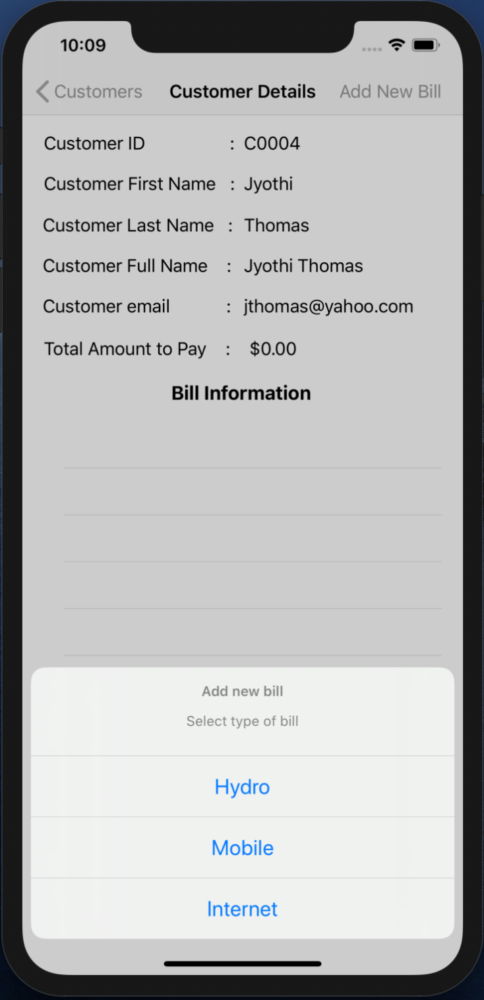 10:09
Customers Customer Details Add New Bill
Customer ID : C0004
Customer First Name : Jyothi
Customer Last Name : Thomas
Customer Full Name : Jyothi Thomas
Customer email : jthomas@yahoo.com
Total Amount to Pay : $0.00
Bill Information
Add new bill
Select type of bill
Hydro
Mobile
Internet